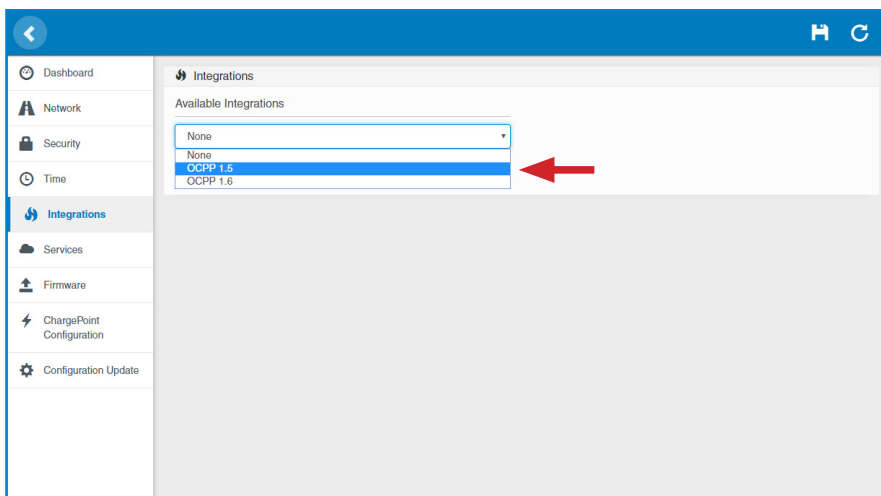 Dashboard
Network
Security
Time
Integrations
Services
Firmware
ChargePoint
Configuration
Configuration Update
Integrations
Available Integrations
None
None
OCPP 1.5
OCPP 1.6